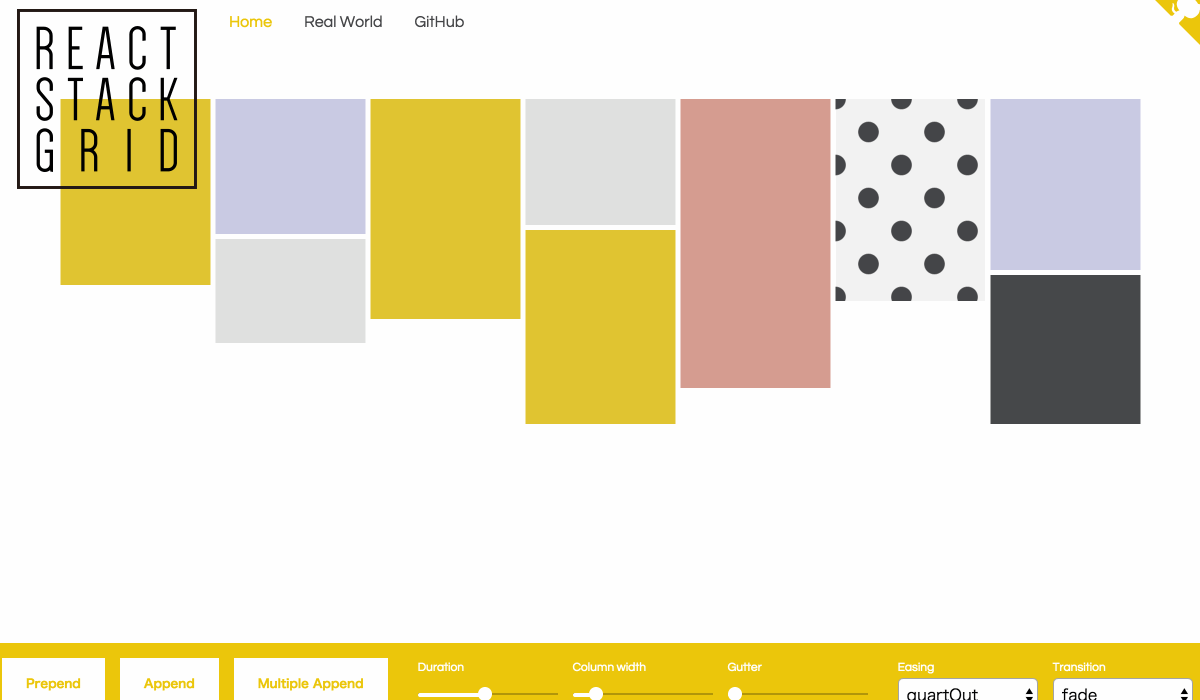 REACT
STACK
GRID
Home Real World GitHub
Prepend Append Multiple Append
Duration Column width Gutter Easing Transition
quartOut fade